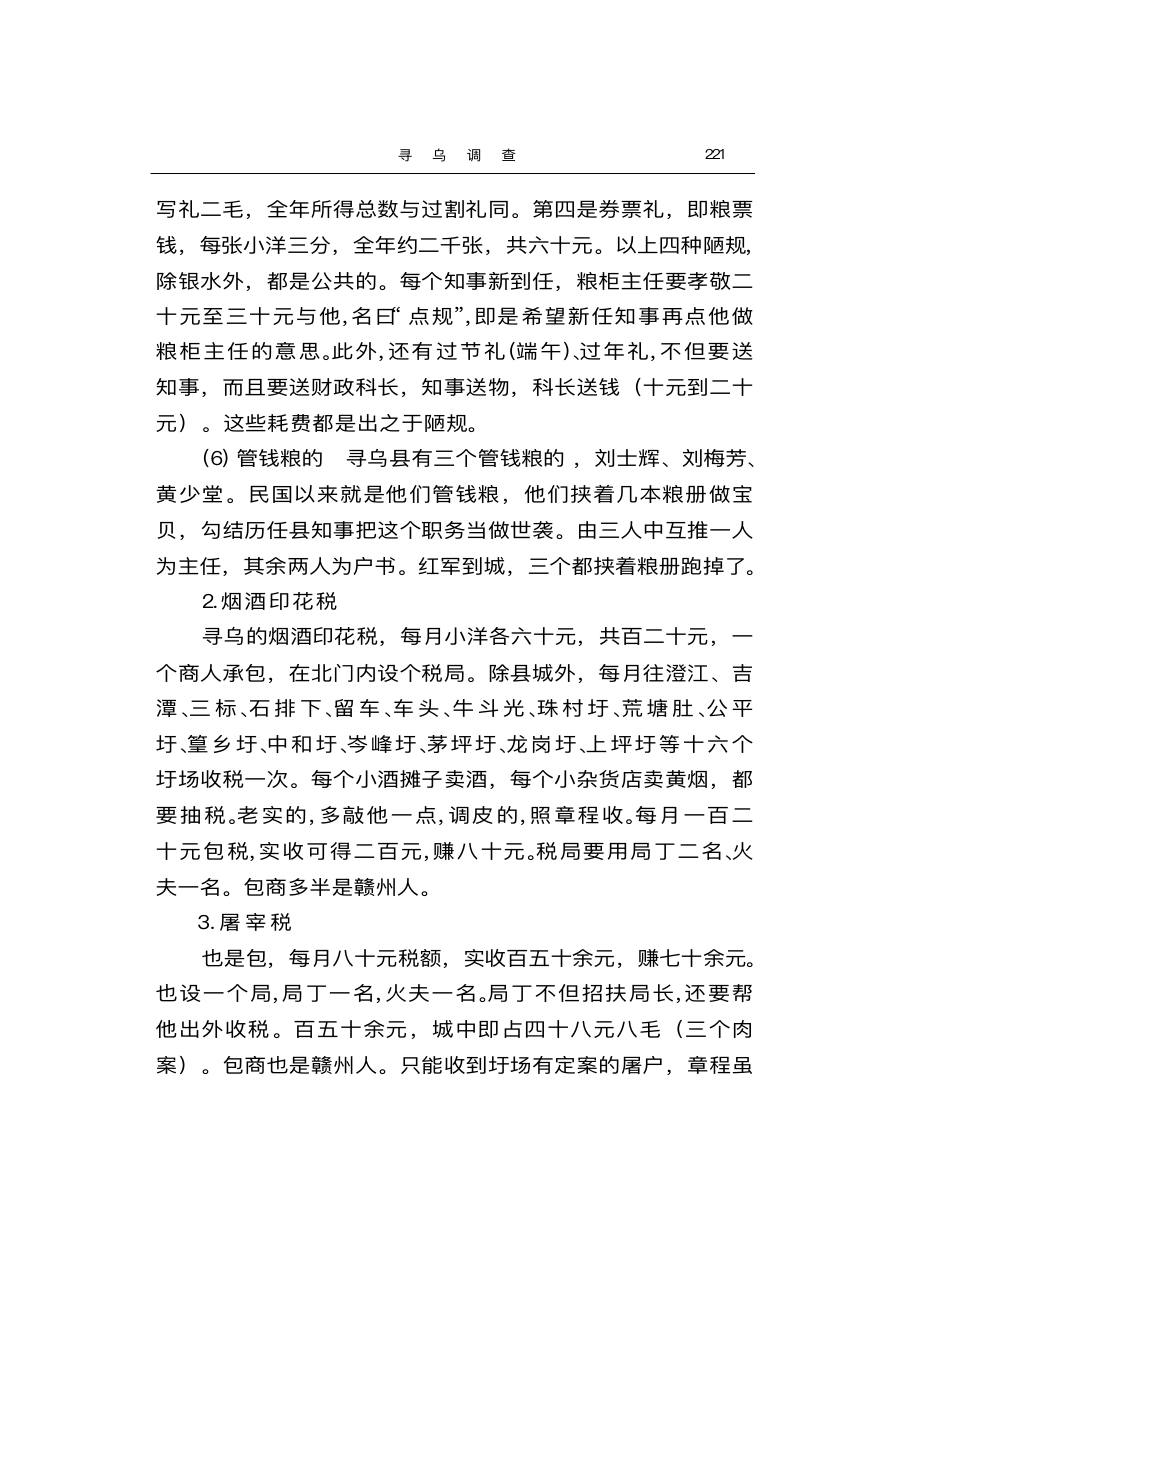 寻乌调查 221
写礼二毛，全年所得总数与过割礼同。第四是券票礼，即粮票
钱，每张小洋三分，全年约二千张，共六十元。以上四种陋规，
除银水外，都是公共的。每个知事新到任，粮柜主任要孝敬二
十元至三十元与他，名曰“点规”，即是希望新任知事再点他做
粮柜主任的意思。此外，还有过节礼(端午)、过年礼，不但要送
知事，而且要送财政科长，知事送物，科长送钱（十元到二十
元）。这些耗费都是出之于陋规。
(6) 管钱粮的　寻乌县有三个管钱粮的，刘士辉、刘梅芳、
黄少堂。民国以来就是他们管钱粮，他们挟着几本粮册做宝
贝，勾结历任县知事把这个职务当做世袭。由三人中互推一人
为主任，其余两人为户书。红军到城，三个都挟着粮册跑掉了。
2.烟酒印花税
寻乌的烟酒印花税，每月小洋各六十元，共百二十元，一
个商人承包，在北门内设个税局。除县城外，每月往澄江、吉
潭、三标、石排下、留车、车头、牛斗光、珠村圩、荒塘肚、公平
圩、篁乡圩、中和圩、岑峰圩、茅坪圩、龙岗圩、上坪圩等十六个
圩场收税一次。每个小酒摊子卖酒，每个小杂货店卖黄烟，都
要抽税。老实的，多敲他一点，调皮的，照章程收。每月一百二
十元包税，实收可得二百元，赚八十元。税局要用局丁二名、火
夫一名。包商多半是赣州人。
3.屠宰税
也是包，每月八十元税额，实收百五十余元，赚七十余元。
也设一个局，局丁一名，火夫一名。局丁不但招扶局长，还要帮
他出外收税。百五十余元，城中即占四十八元八毛（三个肉
案）。包商也是赣州人。只能收到圩场有定案的屠户，章程虽